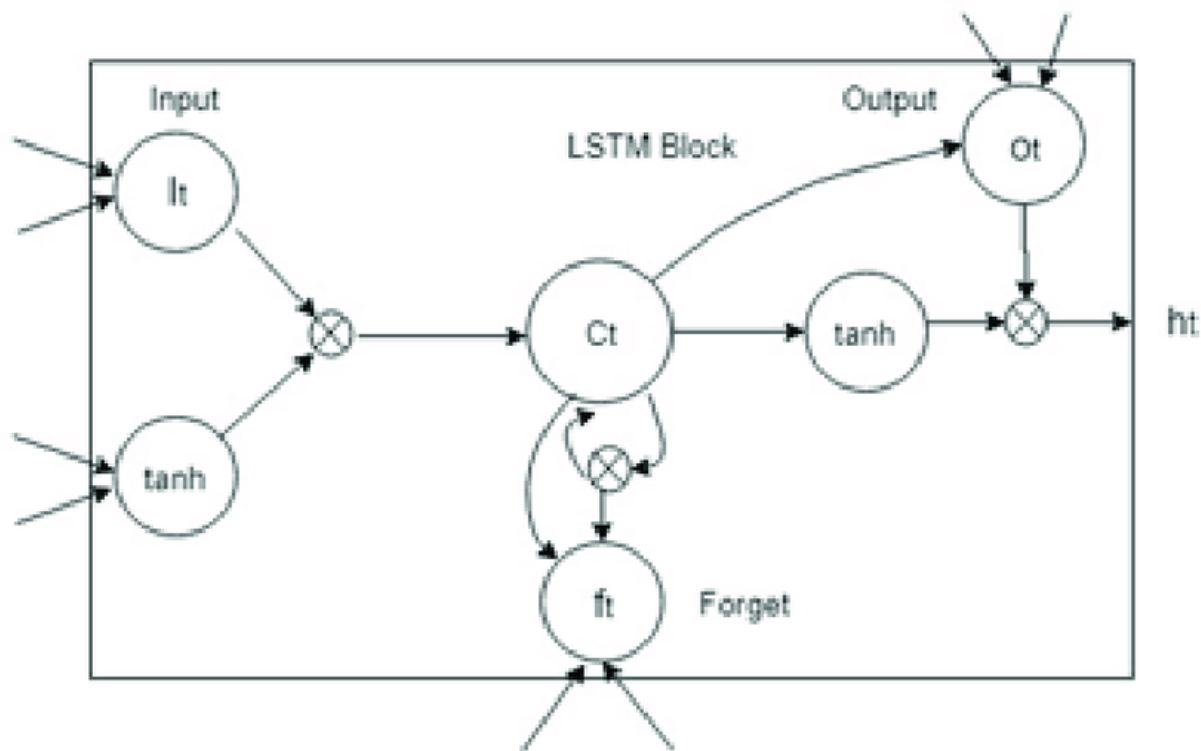 Input
Output
LSTM Block
It
Ot
Ct
tanh
ht
tanh
ft
Forget